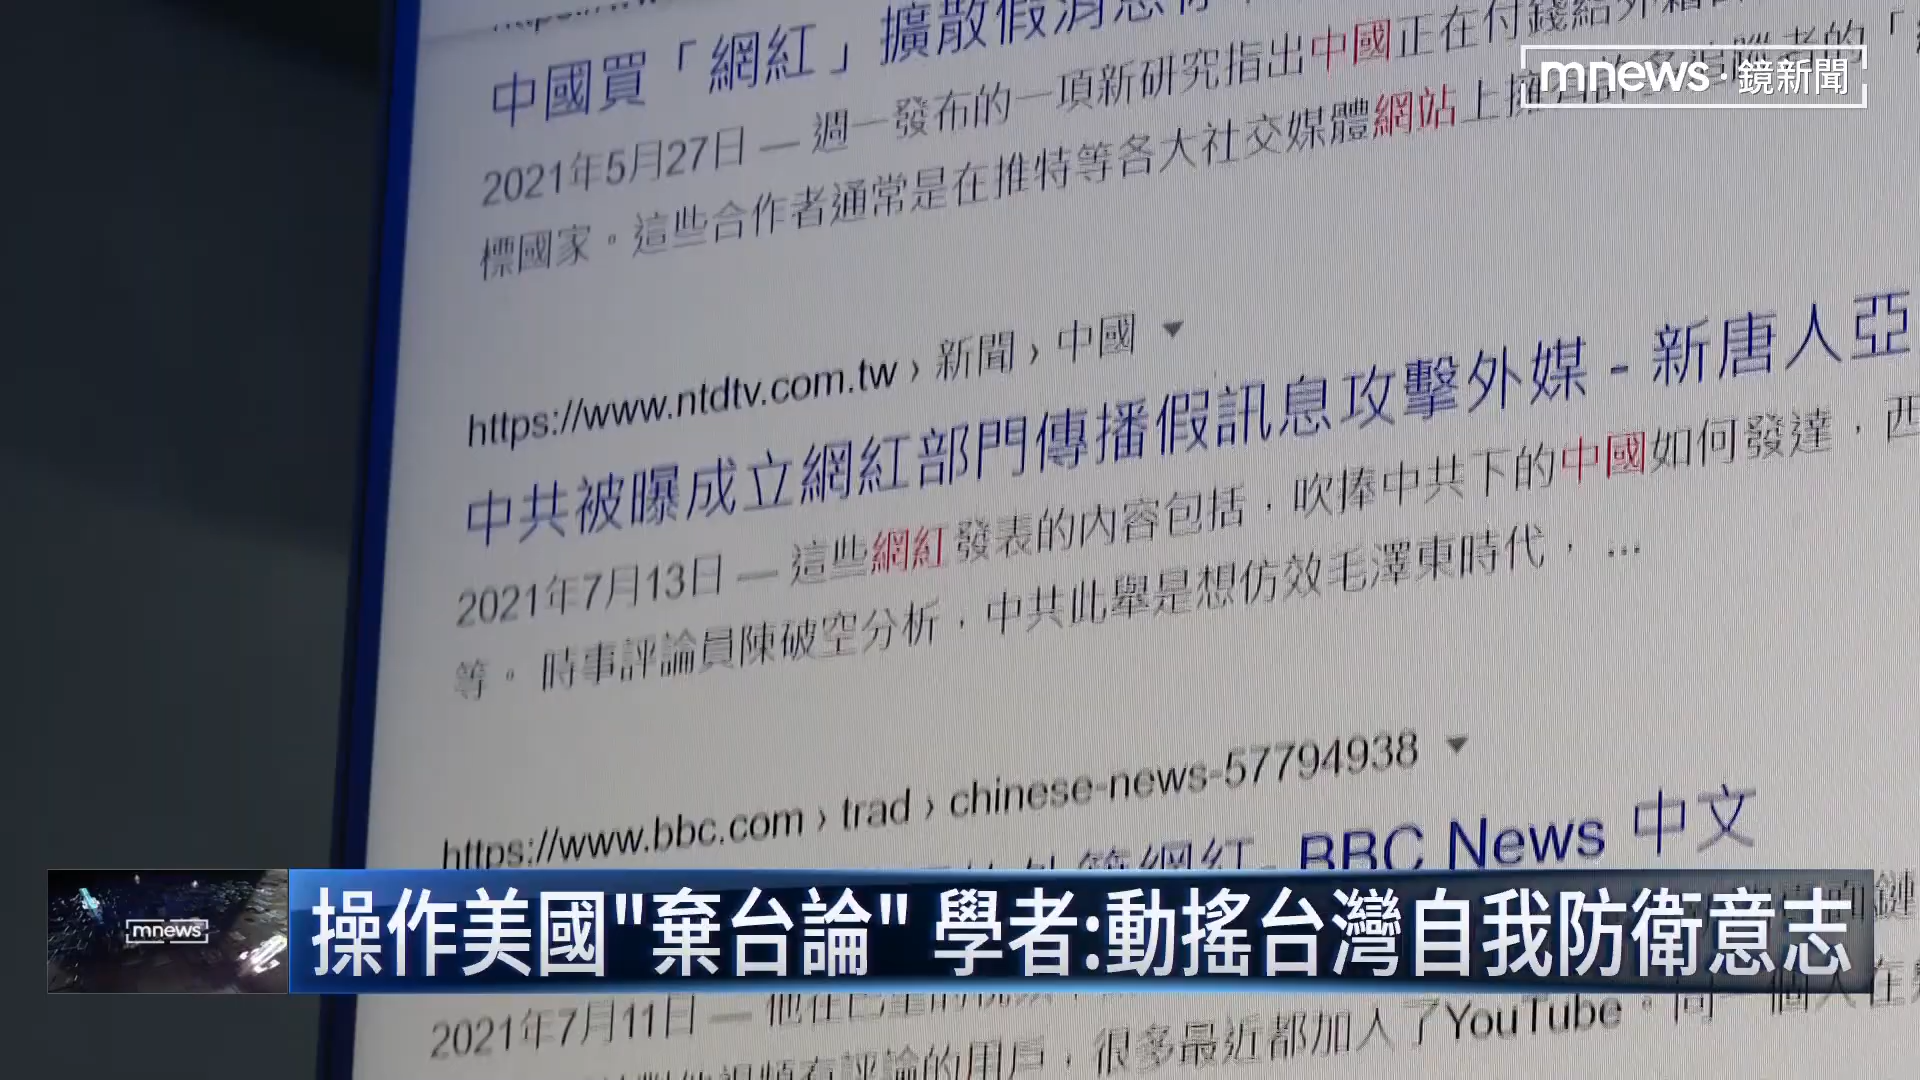 中國買「網紅」擴散假消息
2021年5月27日 — 週一發布的一項新研究指出中國正在付錢給外籍
標國家。這些合作者通常是在推特等各大社交媒體網站上擁
mnews·鏡新聞
https://www.ntdtv.com.tw › 新聞 › 中國
中共被曝成立網紅部門傳播假訊息攻擊外媒 - 新唐人亞
2021年7月13日 — 這些網紅發表的內容包括,吹捧中共下的中國如何發達,西
等。 時事評論員陳破空分析,中共此舉是想仿效毛澤東時代, ...
https://www.bbc.com › trad › chinese-news-57794938
網紅 - BBC News 中文
mnews
操作美國"棄台論" 學者:動搖台灣自我防衛意志
2021年7月11日 —
的用戶,很多最近都加入了YouTube。同一個人在